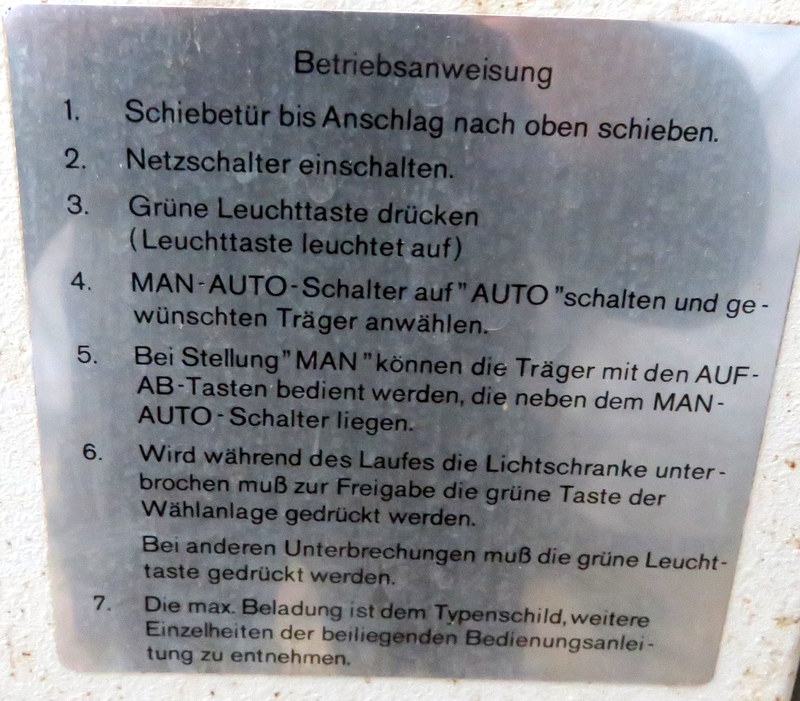 Betriebsanweisung
1. Schiebetür bis Anschlag nach oben schieben.
2. Netzschalter einschalten.
3. Grüne Leuchttaste drücken
(Leuchttaste leuchtet auf)
4. MAN-AUTO-Schalter auf "AUTO" schalten und ge-
wünschten Träger anwählen.
5. Bei Stellung "MAN" können die Träger mit den AUF-
AB-Tasten bedient werden, die neben dem MAN-
AUTO-Schalter liegen.
6. Wird während des Laufes die Lichtschranke unter-
brochen muß zur Freigabe die grüne Taste der
Wählanlage gedrückt werden.
Bei anderen Unterbrechungen muß die grüne Leucht-
taste gedrückt werden.
7. Die max. Beladung ist dem Typenschild, weitere
Einzelheiten der beiliegenden Bedienungsanlei-
tung zu entnehmen.